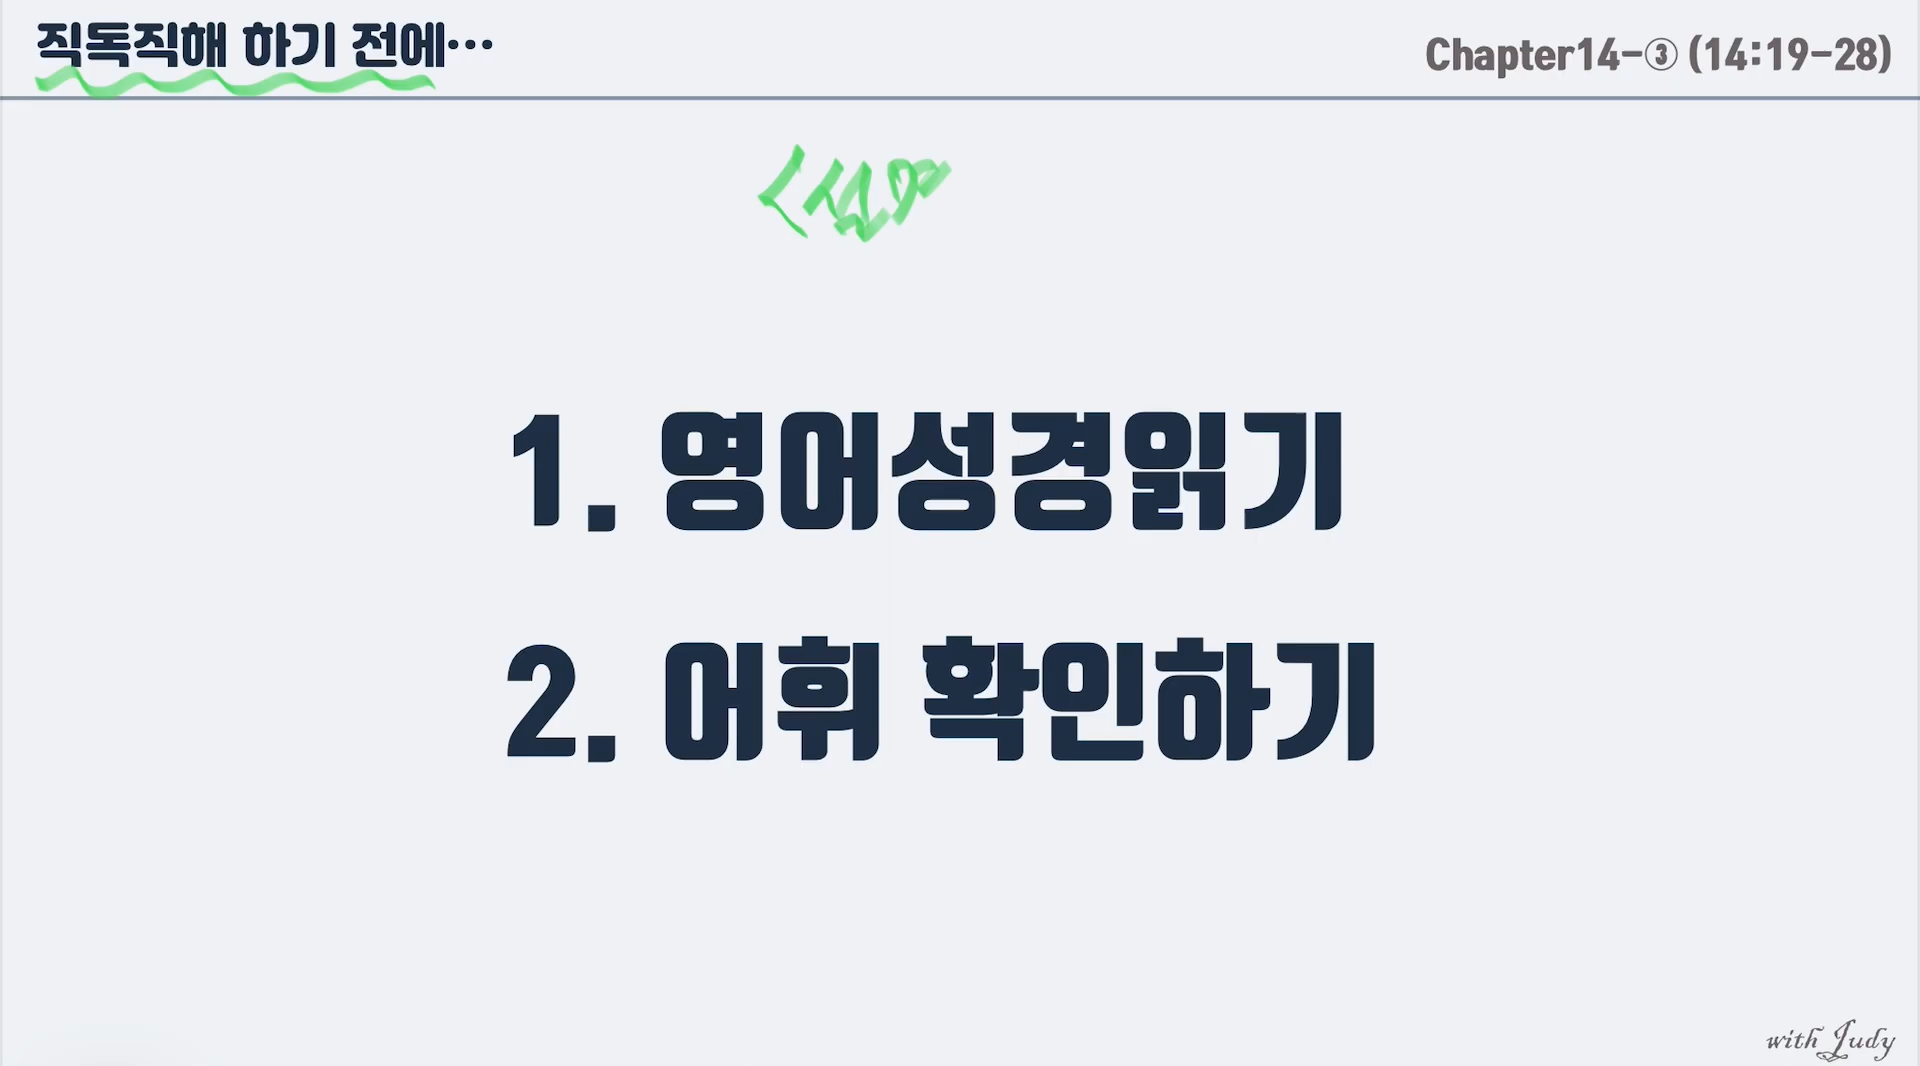 직독직해 하기 전에…
Chapter14-③ (14:19-28)
1. 영어성경읽기
2. 어휘 확인하기
with Judy